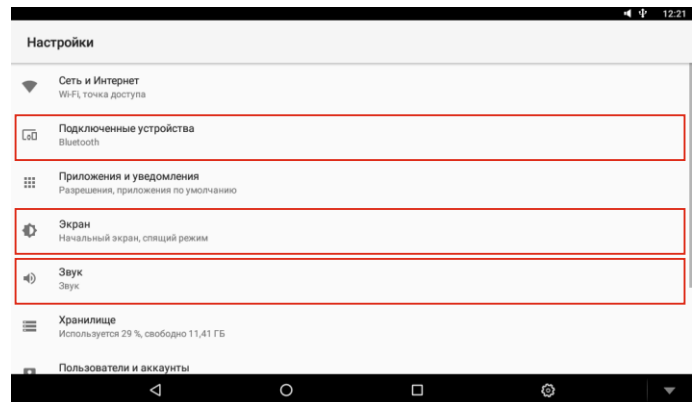 12:21
Настройки
Сеть и Интернет
Wi-Fi, точка доступа
Подключенные устройства
Bluetooth
Приложения и уведомления
Разрешения, приложения по умолчанию
Экран
Начальный экран, спящий режим
Звук
Звук
Хранилище
Используется 29 %, свободно 11,41 ГБ
Пользователи и аккаунты